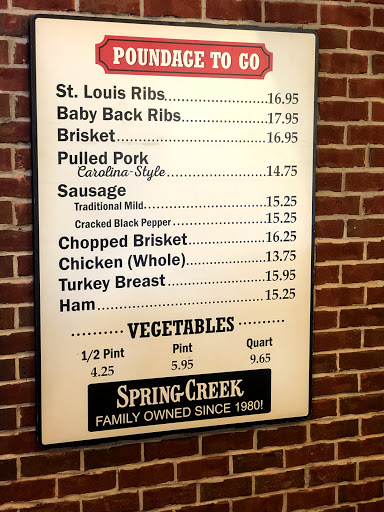 POUNDAGE TO GO
St. Louis Ribs..................16.95
Baby Back Ribs...............17.95
Brisket.........................16.95
Pulled Pork
Carolina-Style..................14.75
Sausage
Traditional Mild.......................15.25
Cracked Black Pepper..................15.25
Chopped Brisket.............16.25
Chicken (Whole).............13.75
Turkey Breast................15.95
Ham...........................15.25
.......... VEGETABLES ..........
1/2 Pint Pint Quart
4.25 5.95 9.65
SPRING CREEK
FAMILY OWNED SINCE 1980!